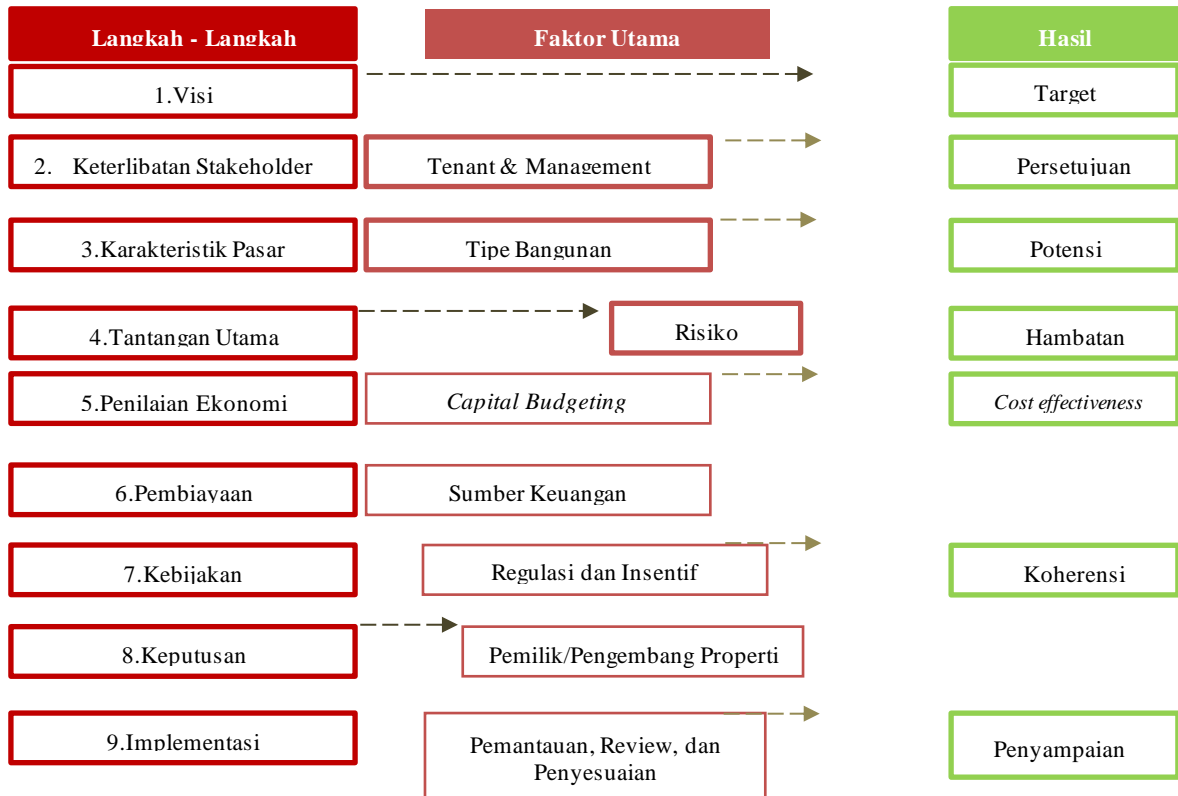 Langkah - Langkah
Faktor Utama
Hasil
1.Visi
Target
2. Keterlibatan Stakeholder
Tenant & Management
Persetujuan
3.Karakteristik Pasar
Tipe Bangunan
Potensi
4.Tantangan Utama
Risiko
Hambatan
5.Penilaian Ekonomi
Capital Budgeting
Cost effectiveness
6.Pembiayaan
Sumber Keuangan
7.Kebijakan
Regulasi dan Insentif
Koherensi
8.Keputusan
Pemilik/Pengembang Properti
9.Implementasi
Pemantauan, Review, dan
Penyesuaian
Penyampaian